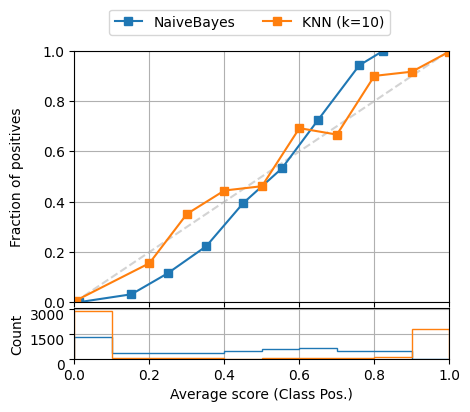 NaiveBayes KNN (k=10)
1.0
0.8
0.6
0.4
0.2
0.0
Fraction of positives
3000
1500
0
Count
0.0 0.2 0.4 0.6 0.8 1.0
Average score (Class Pos.)